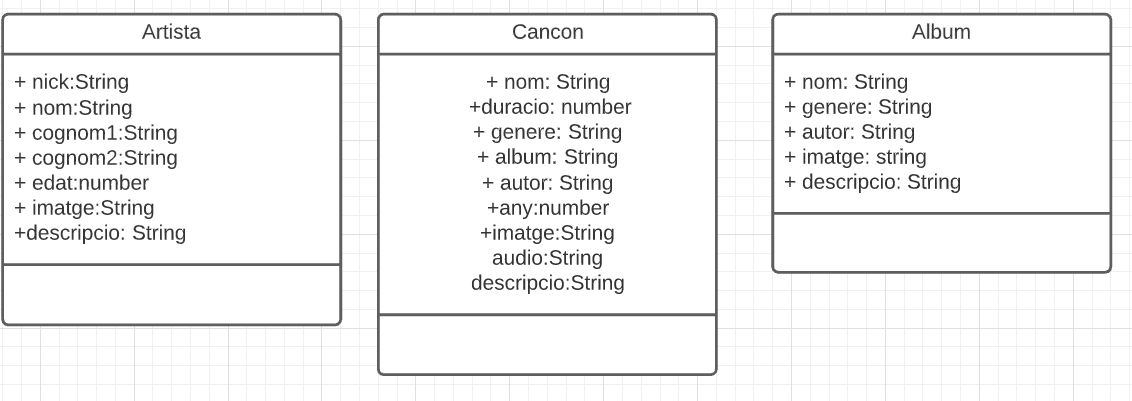 Artista
+ nick:String
+ nom:String
+ cognom1:String
+ cognom2:String
+ edat:number
+ imatge:String
+descripcio: String
Cancon
+ nom: String
+duracio: number
+ genere: String
+ album: String
+ autor: String
+any:number
+imatge:String
audio:String
descripcio:String
Album
+ nom: String
+ genere: String
+ autor: String
+ imatge: string
+ descripcio: String